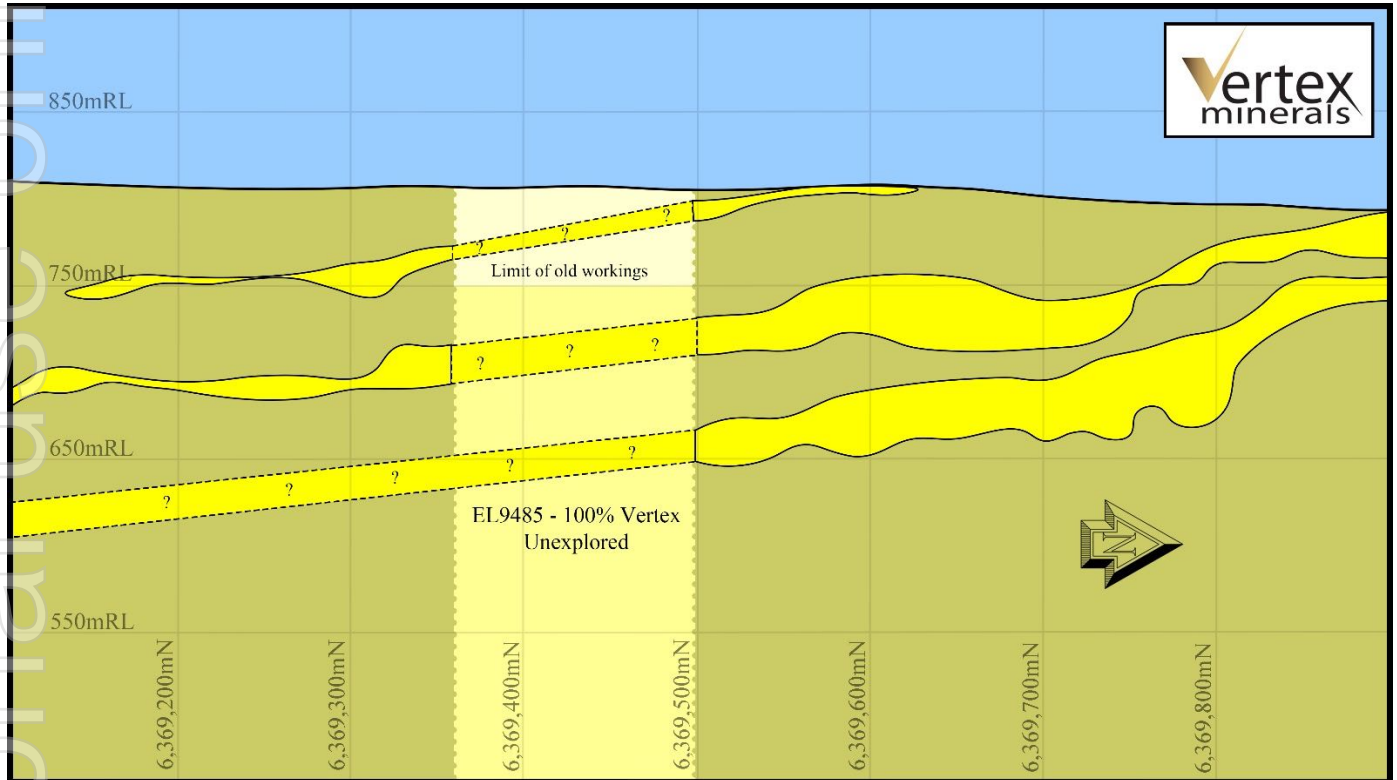 Vertex
minerals
850mRL
?
?
?
750mRL
Limit of old workings
?
?
?
650mRL
?
?
?
?
?
EL9485 - 100% Vertex
Unexplored
N
550mRL
6,369,200mN
6,369,300mN
6,369,400mN
6,369,500mN
6,369,600mN
6,369,700mN
6,369,800mN